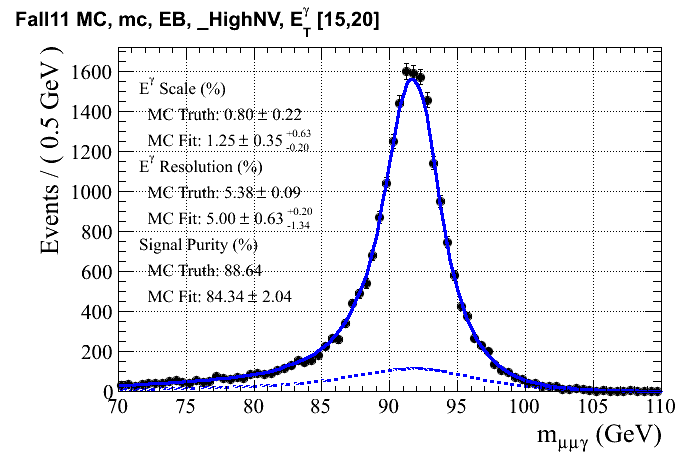 Fall11 MC, mc, EB, _HighNV, E_T^γ [15,20]
Events / ( 0.5 GeV )
1600
1400
1200
1000
800
600
400
200
0
E^γ Scale (%)
MC Truth: 0.80 ± 0.22
MC Fit: 1.25 ± 0.35 +0.63 -0.20
E^γ Resolution (%)
MC Truth: 5.38 ± 0.09
MC Fit: 5.00 ± 0.63 +0.20 -1.34
Signal Purity (%)
MC Truth: 88.64
MC Fit: 84.34 ± 2.04
70 75 80 85 90 95 100 105 110
m_μμγ (GeV)